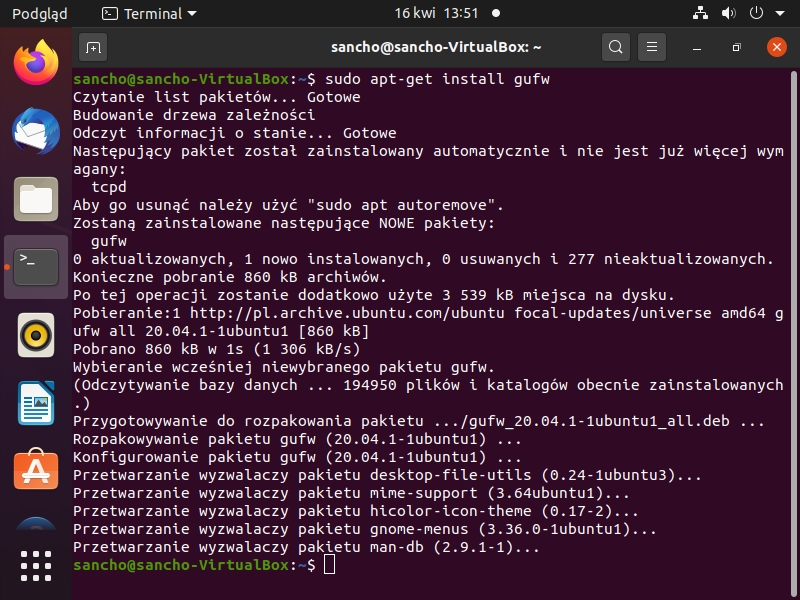 Podgląd Terminal 16 kwi 13:51
sancho@sancho-VirtualBox: ~
sancho@sancho-VirtualBox:~$ sudo apt-get install gufw
Czytanie list pakietów... Gotowe
Budowanie drzewa zależności
Odczyt informacji o stanie... Gotowe
Następujący pakiet został zainstalowany automatycznie i nie jest już więcej wym
agany:
  tcpd
Aby go usunąć należy użyć "sudo apt autoremove".
Zostaną zainstalowane następujące NOWE pakiety:
  gufw
0 aktualizowanych, 1 nowo instalowanych, 0 usuwanych i 277 nieaktualizowanych.
Konieczne pobranie 860 kB archiwów.
Po tej operacji zostanie dodatkowo użyte 3 539 kB miejsca na dysku.
Pobieranie:1 http://pl.archive.ubuntu.com/ubuntu focal-updates/universe amd64 g
ufw all 20.04.1-1ubuntu1 [860 kB]
Pobrano 860 kB w 1s (1 306 kB/s)
Wybieranie wcześniej niewybranego pakietu gufw.
(Odczytywanie bazy danych ... 194950 plików i katalogów obecnie zainstalowanych
.)
Przygotowywanie do rozpakowania pakietu .../gufw_20.04.1-1ubuntu1_all.deb ...
Rozpakowywanie pakietu gufw (20.04.1-1ubuntu1) ...
Konfigurowanie pakietu gufw (20.04.1-1ubuntu1) ...
Przetwarzanie wyzwalaczy pakietu desktop-file-utils (0.24-1ubuntu3)...
Przetwarzanie wyzwalaczy pakietu mime-support (3.64ubuntu1)...
Przetwarzanie wyzwalaczy pakietu hicolor-icon-theme (0.17-2)...
Przetwarzanie wyzwalaczy pakietu gnome-menus (3.36.0-1ubuntu1)...
Przetwarzanie wyzwalaczy pakietu man-db (2.9.1-1)...
sancho@sancho-VirtualBox:~$